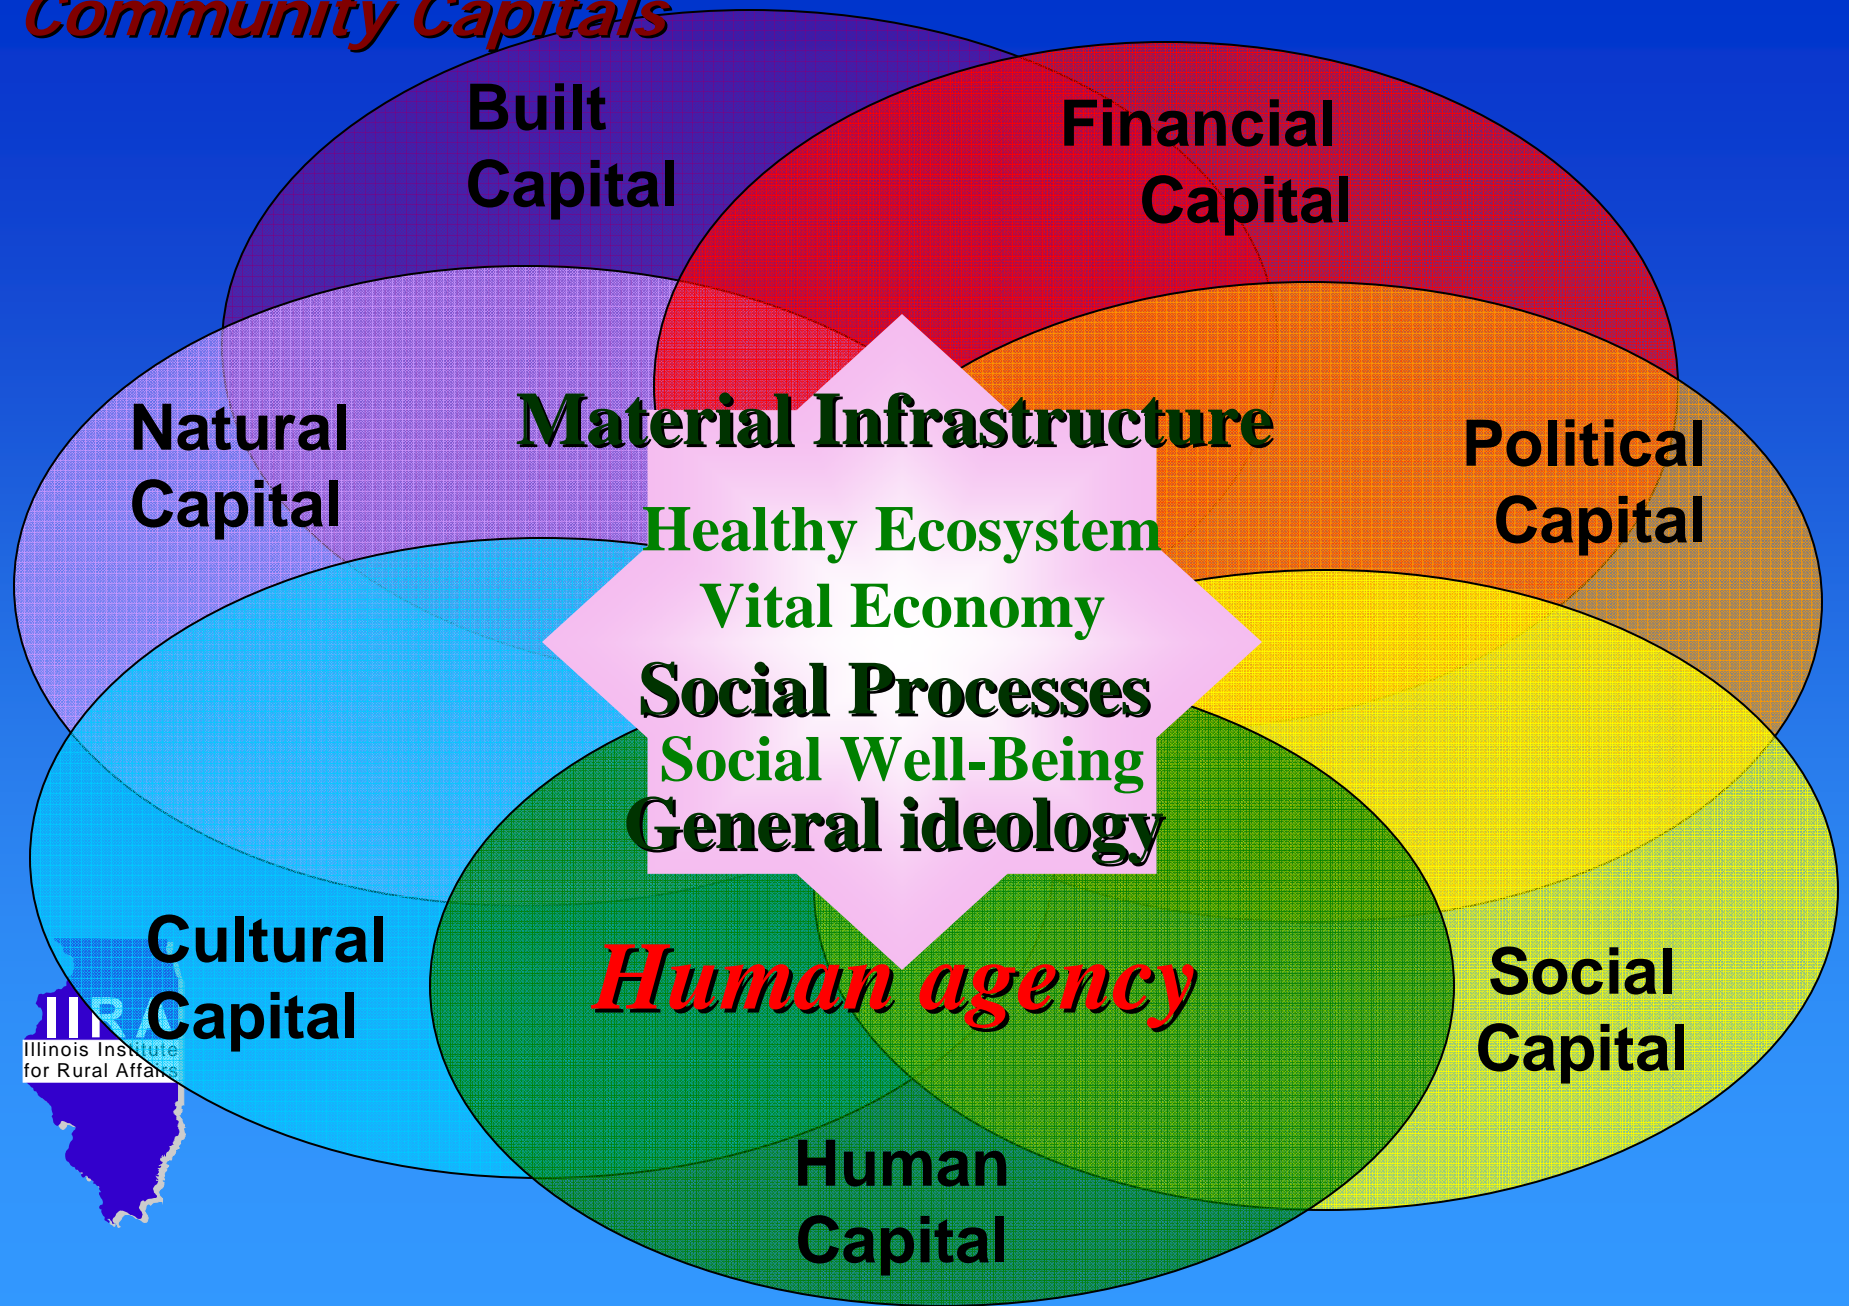 Community Capitals
Built
Capital
Financial
Capital
Natural
Capital
Political
Capital
Material Infrastructure
Healthy Ecosystem
Vital Economy
Social Processes
Social Well-Being
General ideology
Cultural
Capital
Human agency
Social
Capital
IIRA
Illinois Institute
for Rural Affairs
Human
Capital